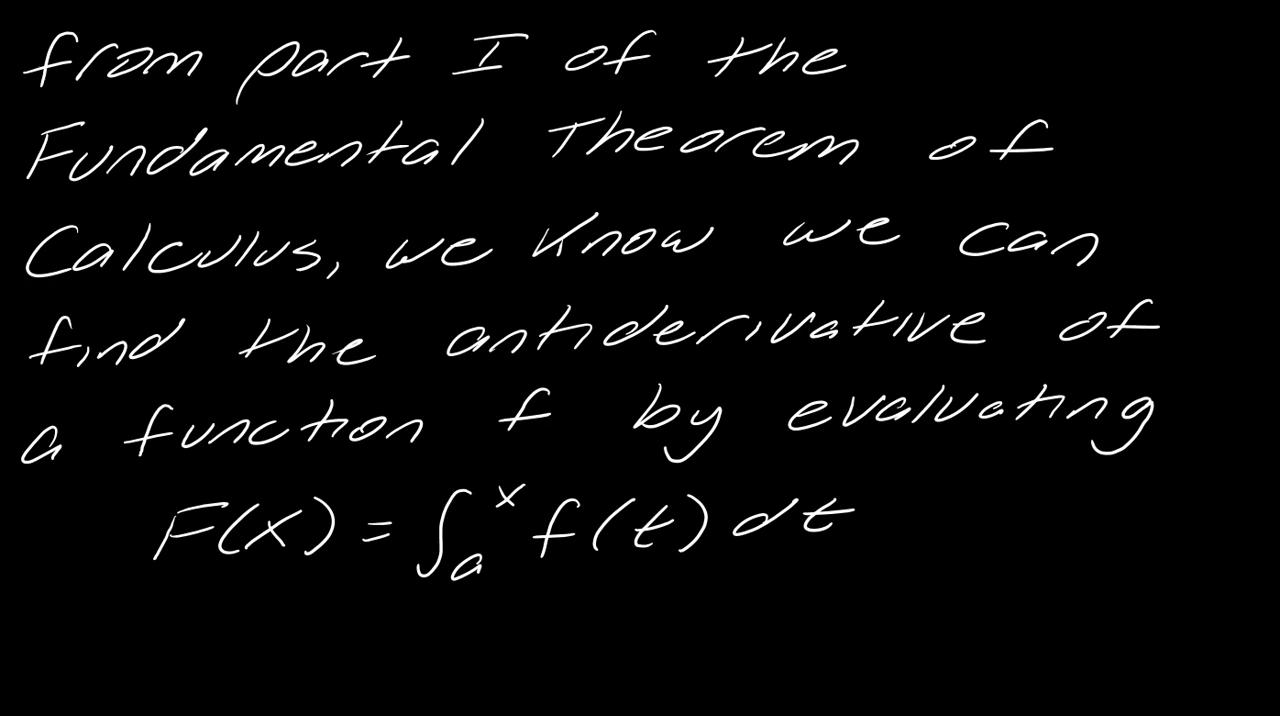 from part I of the
Fundamental Theorem of
Calculus, we know we can
find the antiderivative of
a function f by evaluating
F(x) = ∫ₐˣ f(t) dt